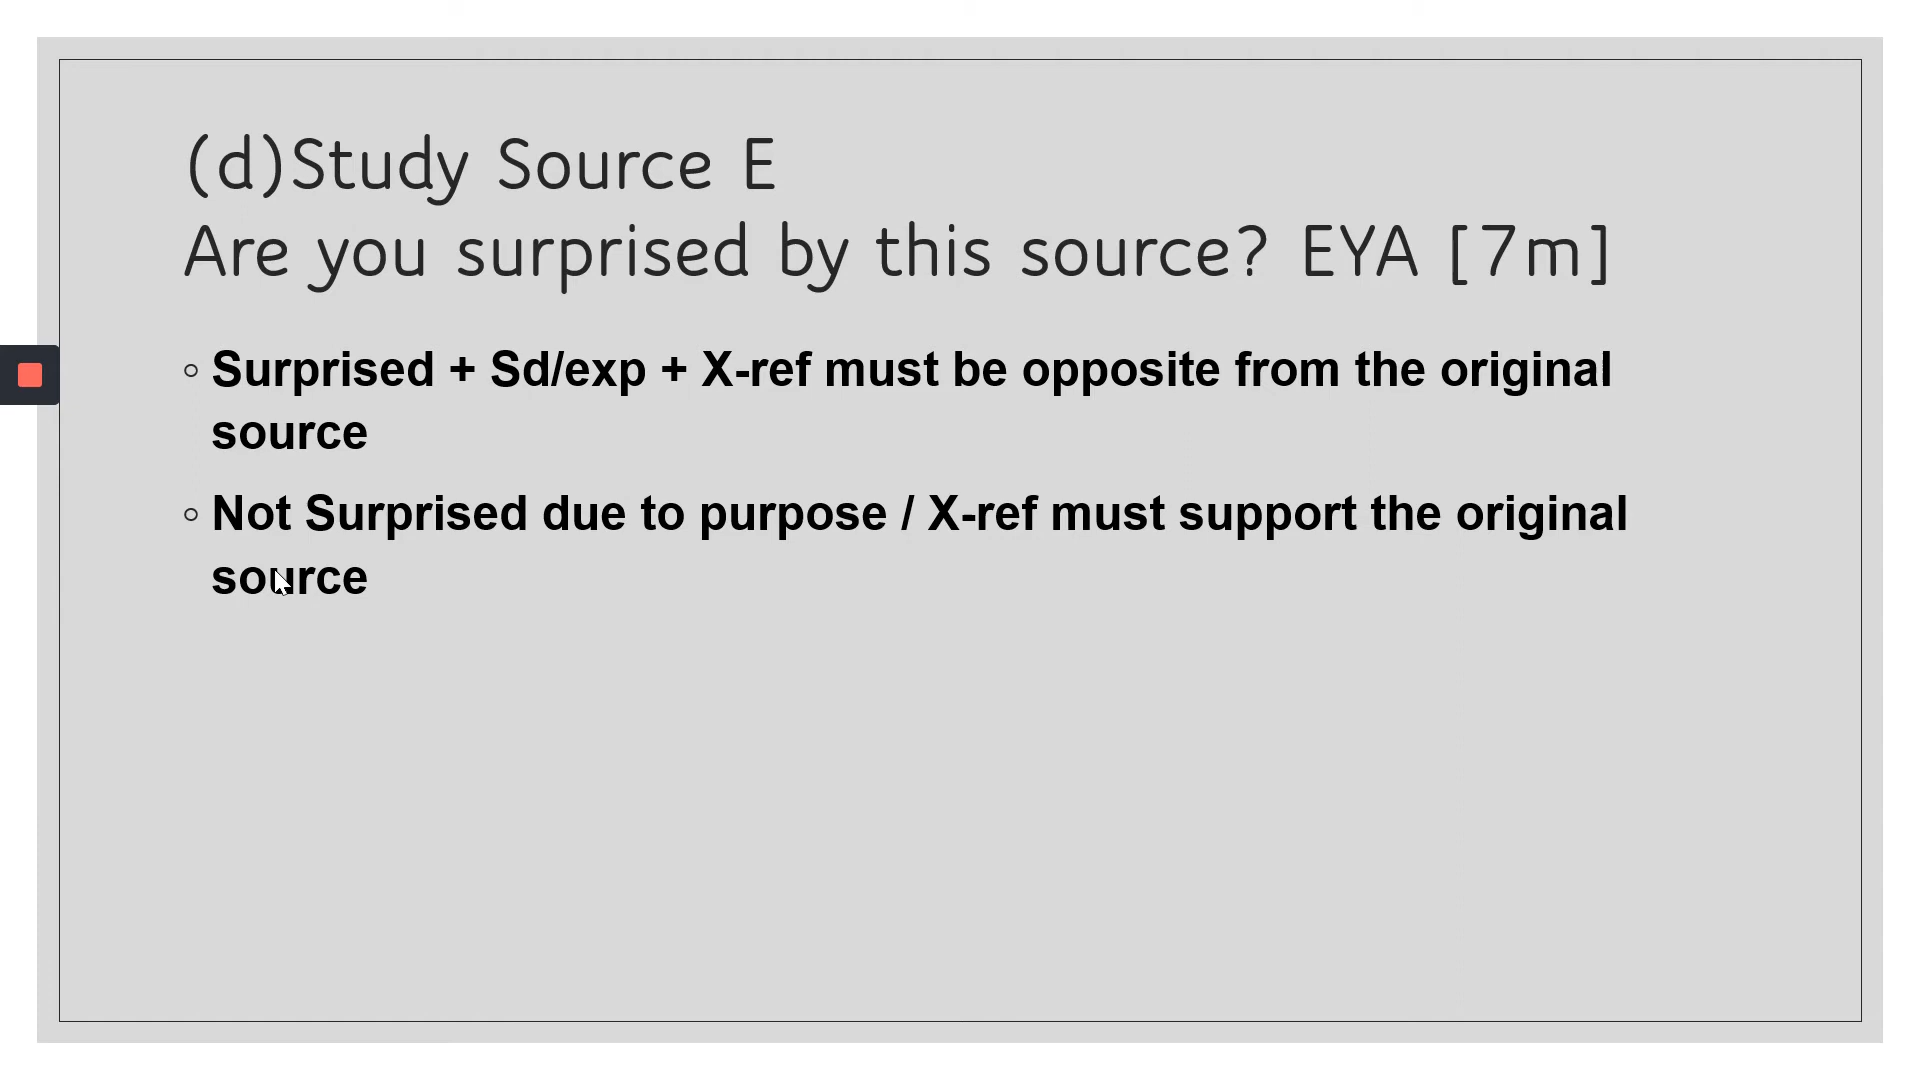 (d)Study Source E
Are you surprised by this source? EYA [7m]
◦ Surprised + Sd/exp + X-ref must be opposite from the original
source
◦ Not Surprised due to purpose / X-ref must support the original
source